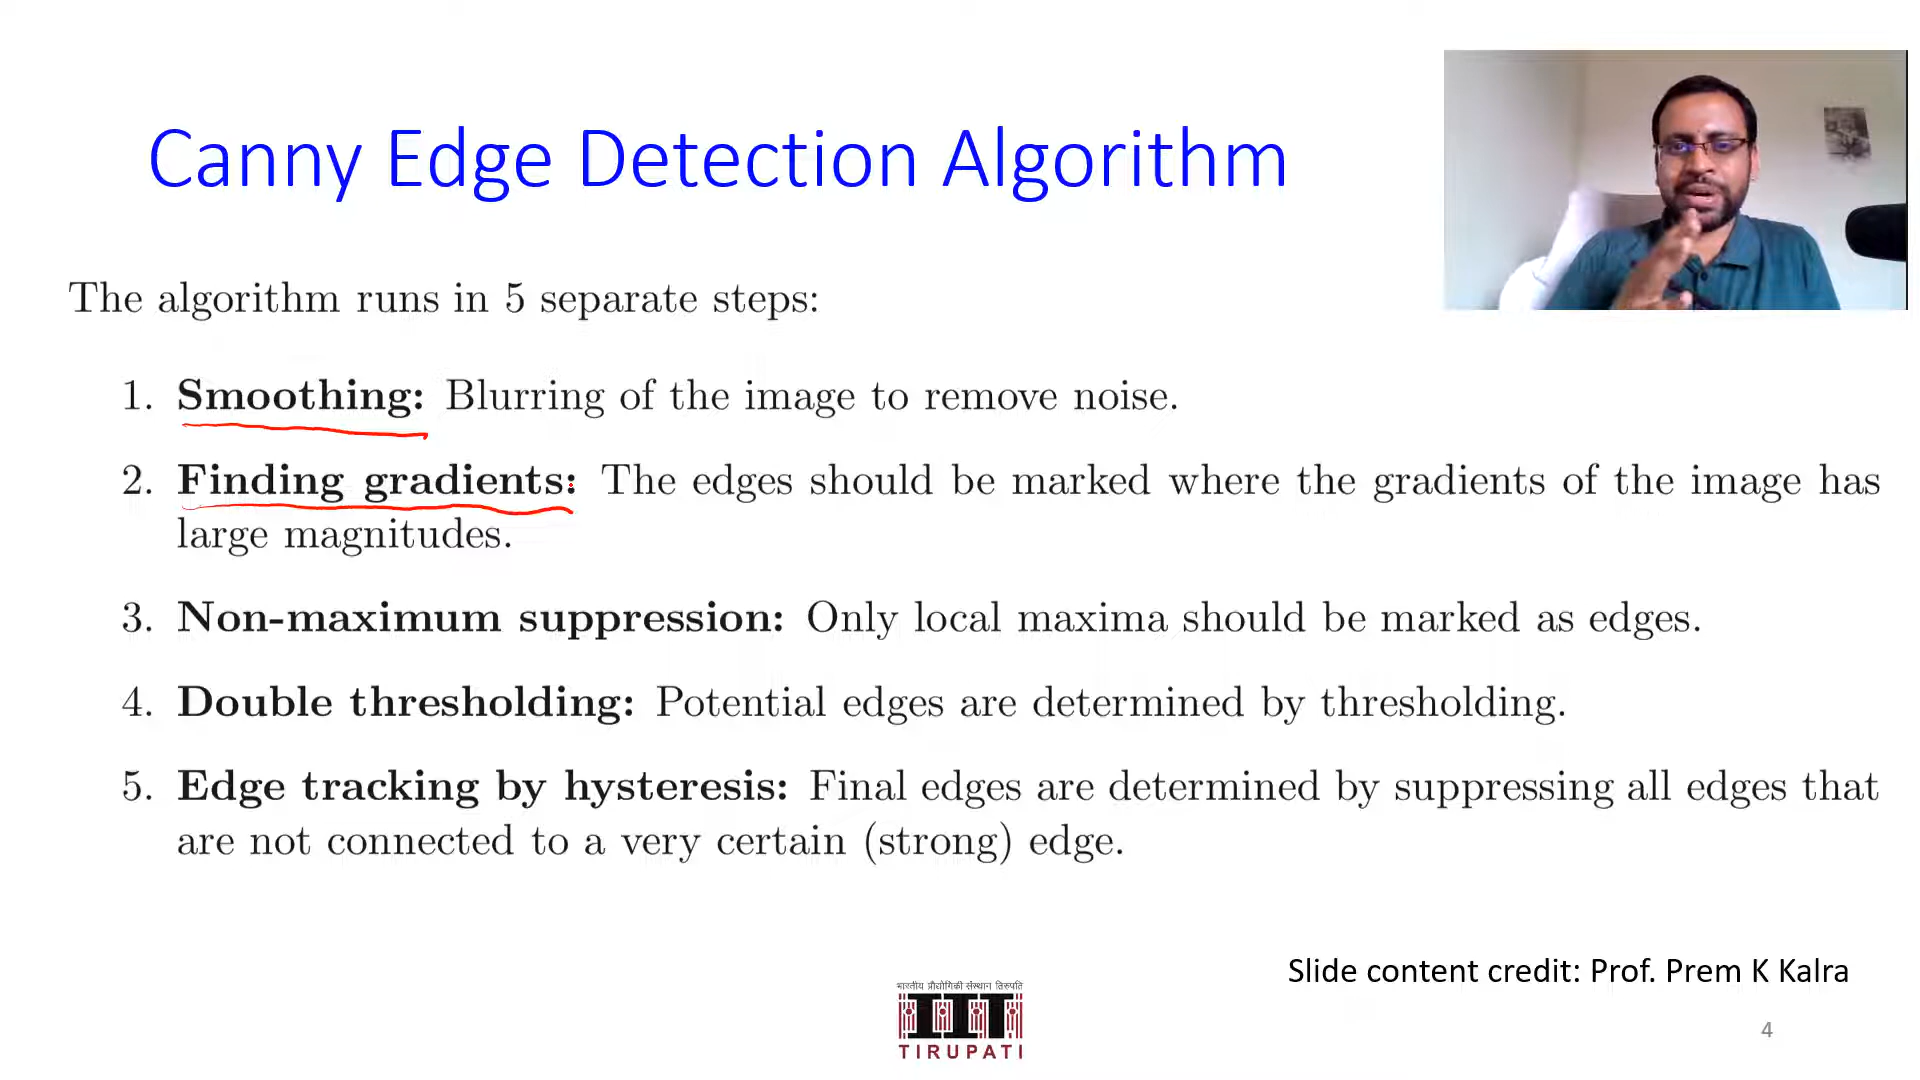 Canny Edge Detection Algorithm
The algorithm runs in 5 separate steps:
1. Smoothing: Blurring of the image to remove noise.
2. Finding gradients: The edges should be marked where the gradients of the image has
large magnitudes.
3. Non-maximum suppression: Only local maxima should be marked as edges.
4. Double thresholding: Potential edges are determined by thresholding.
5. Edge tracking by hysteresis: Final edges are determined by suppressing all edges that
are not connected to a very certain (strong) edge.
Slide content credit: Prof. Prem K Kalra
भारतीय प्रौद्योगिकी संस्थान तिरुपति
IIT
TIRUPATI
4